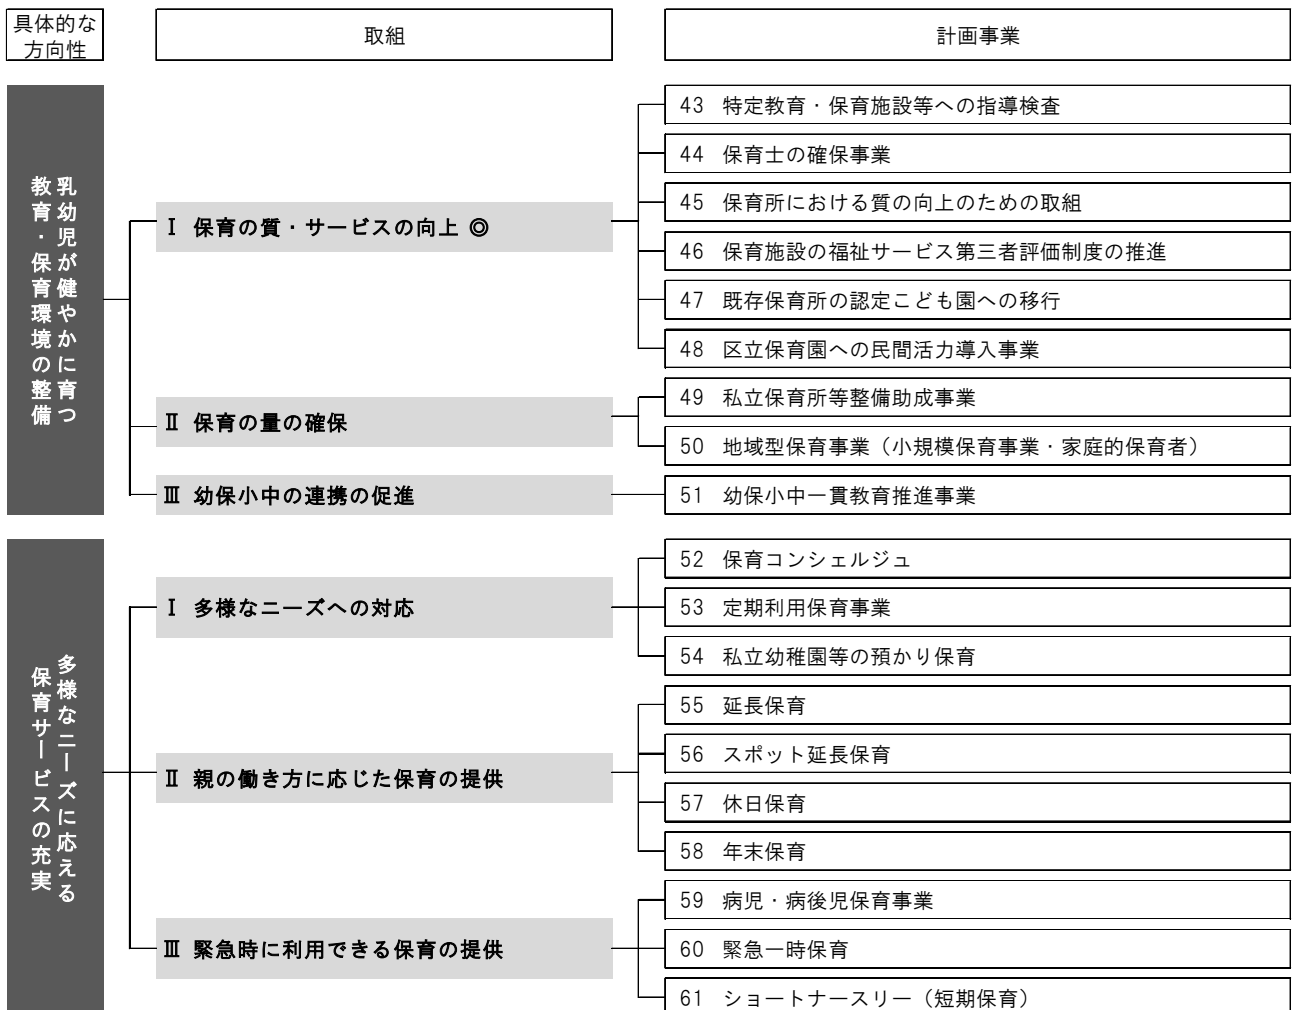 具体的な
方向性
取組
計画事業
乳幼児が健やかに育つ
教育・保育環境の整備
Ⅰ 保育の質・サービスの向上 ◎
43 特定教育・保育施設等への指導検査
44 保育士の確保事業
45 保育所における質の向上のための取組
46 保育施設の福祉サービス第三者評価制度の推進
47 既存保育所の認定こども園への移行
48 区立保育園への民間活力導入事業
Ⅱ 保育の量の確保
49 私立保育所等整備助成事業
50 地域型保育事業（小規模保育事業・家庭的保育者）
Ⅲ 幼保小中の連携の促進
51 幼保小中一貫教育推進事業
多様なニーズに応える
保育サービスの充実
Ⅰ 多様なニーズへの対応
52 保育コンシェルジュ
53 定期利用保育事業
54 私立幼稚園等の預かり保育
Ⅱ 親の働き方に応じた保育の提供
55 延長保育
56 スポット延長保育
57 休日保育
58 年末保育
Ⅲ 緊急時に利用できる保育の提供
59 病児・病後児保育事業
60 緊急一時保育
61 ショートナースリー（短期保育）